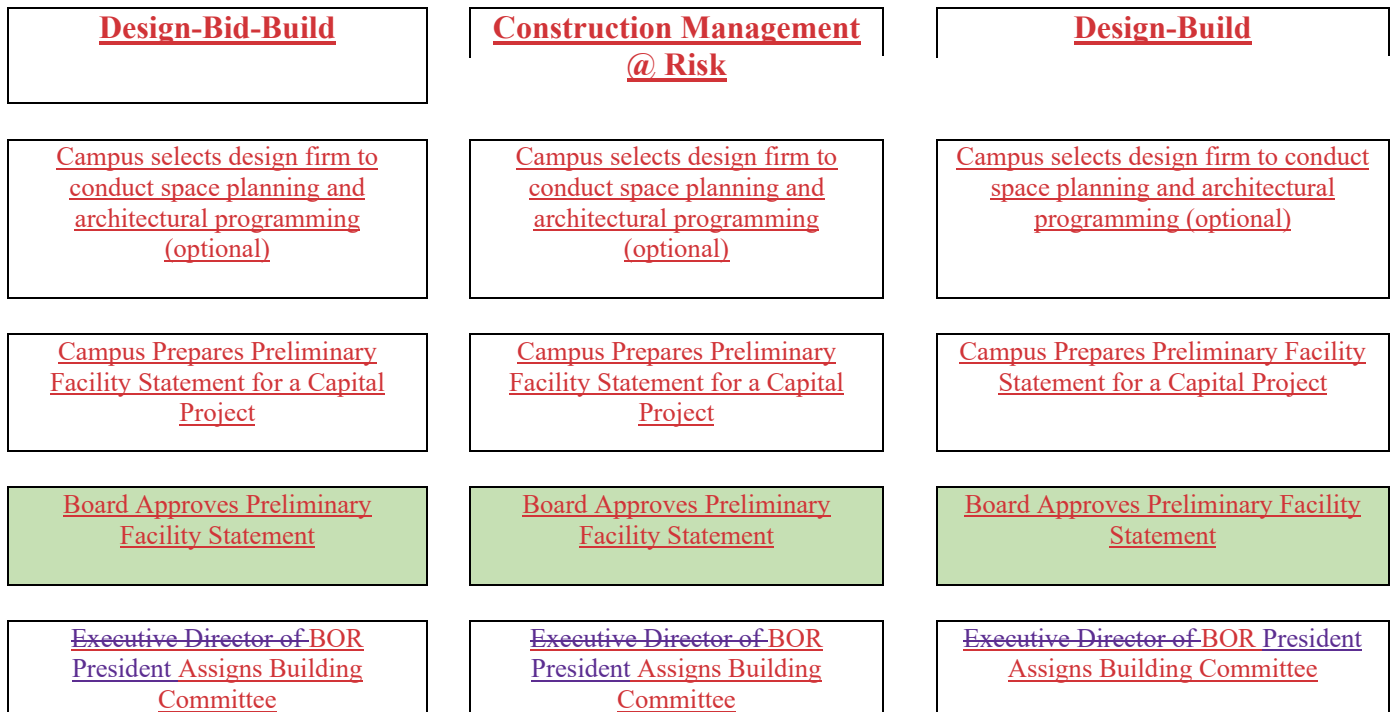 Design-Bid-Build
Construction Management
@ Risk
Design-Build
Campus selects design firm to
conduct space planning and
architectural programming
(optional)
Campus selects design firm to
conduct space planning and
architectural programming
(optional)
Campus selects design firm to conduct
space planning and architectural
programming (optional)
Campus Prepares Preliminary
Facility Statement for a Capital
Project
Campus Prepares Preliminary
Facility Statement for a Capital
Project
Campus Prepares Preliminary Facility
Statement for a Capital Project
Board Approves Preliminary
Facility Statement
Board Approves Preliminary
Facility Statement
Board Approves Preliminary Facility
Statement
Executive Director of BOR
President Assigns Building
Committee
Executive Director of BOR
President Assigns Building
Committee
Executive Director of BOR President
Assigns Building Committee